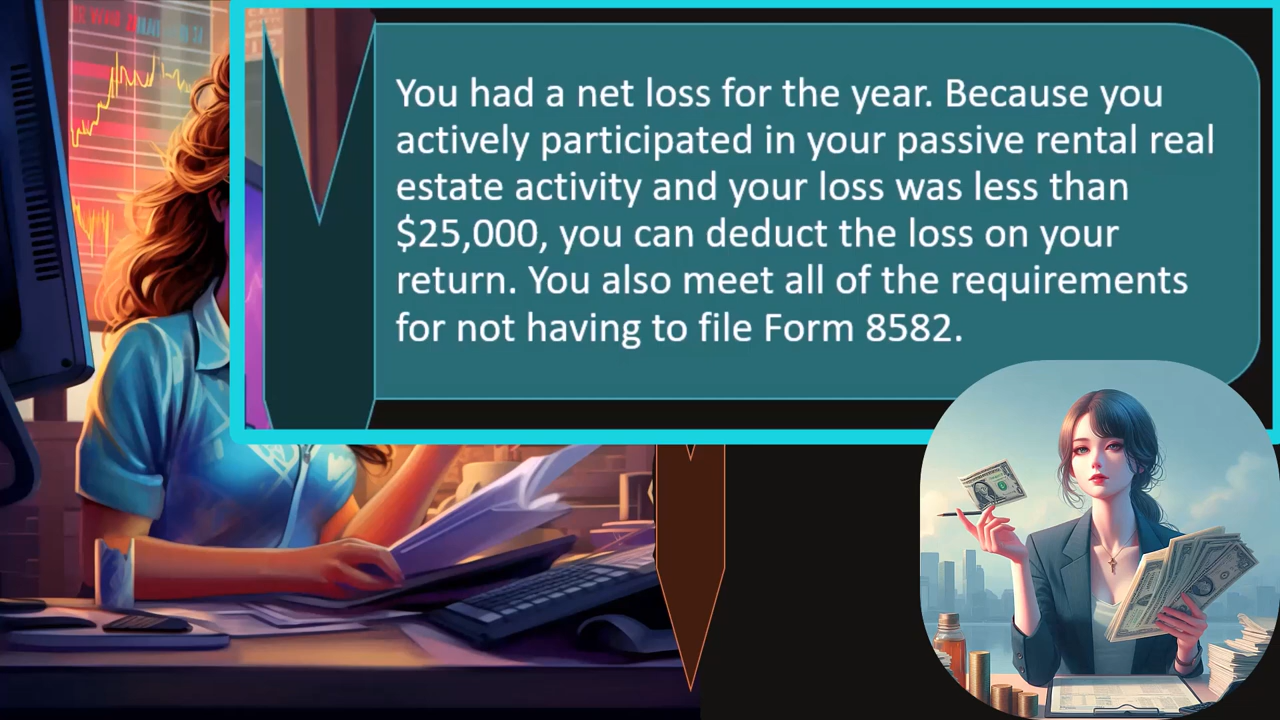 You had a net loss for the year. Because you
actively participated in your passive rental real
estate activity and your loss was less than
$25,000, you can deduct the loss on your
return. You also meet all of the requirements
for not having to file Form 8582.